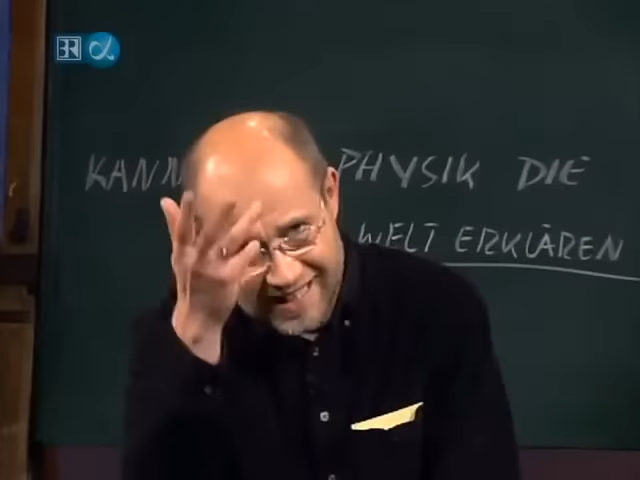 BR α
KANN PHYSIK DIE
WELT ERKLÄREN